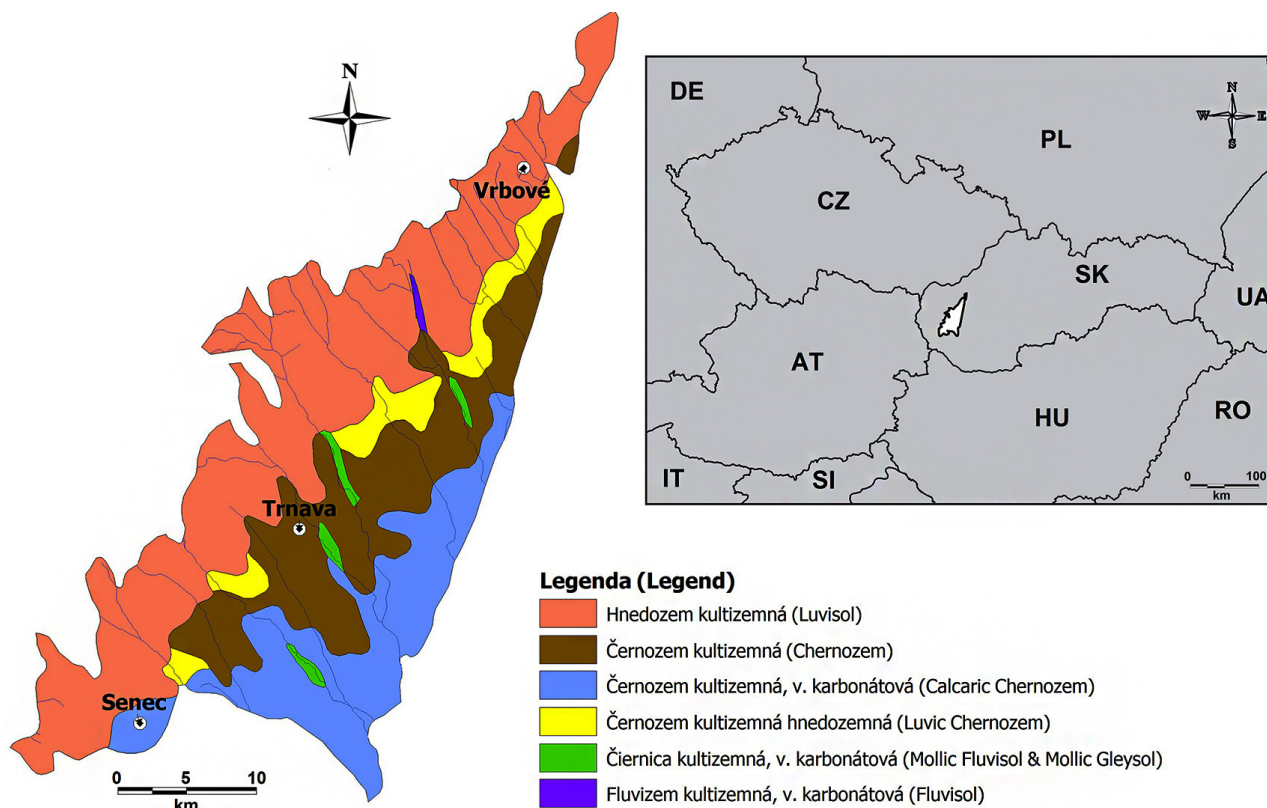 N
Vrbové
Trnava
Senec
0 5 10
km
DE
PL
N
W E
S
CZ
SK
UA
AT
HU
RO
IT
SI
0 100
km
Legenda (Legend)
Hnedozem kultizemná (Luvisol)
Černozem kultizemná (Chernozem)
Černozem kultizemná, v. karbonátová (Calcaric Chernozem)
Černozem kultizemná hnedozemná (Luvic Chernozem)
Čiernica kultizemná, v. karbonátová (Mollic Fluvisol & Mollic Gleysol)
Fluvizem kultizemná, v. karbonátová (Fluvisol)